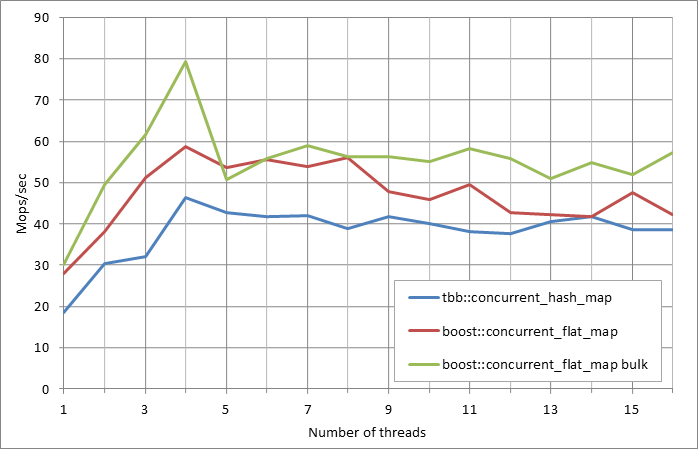 90
80
70
60
50
40
30
20
10
0
Mops/sec
1 3 5 7 9 11 13 15
Number of threads
tbb::concurrent_hash_map
boost::concurrent_flat_map
boost::concurrent_flat_map bulk